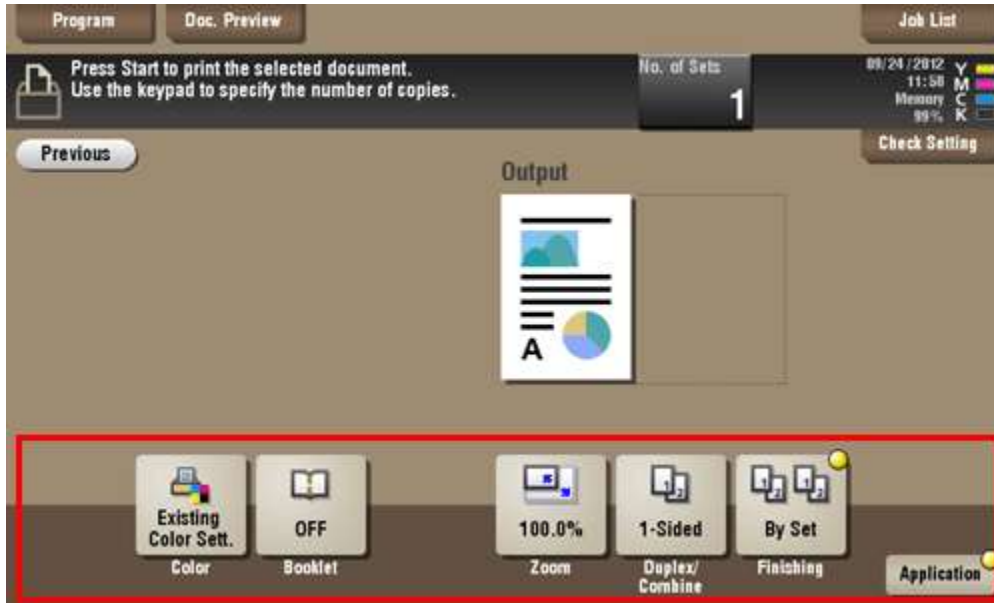 Program
Doc. Preview
Job List
Press Start to print the selected document.
Use the keypad to specify the number of copies.
No. of Sets
1
09/24/2012
11:58
Memory
99%
Y
M
C
K
Previous
Check Setting
Output
A
Existing
Color Sett.
OFF
100.0%
1-Sided
By Set
Color
Booklet
Zoom
Duplex/
Combine
Finishing
Application